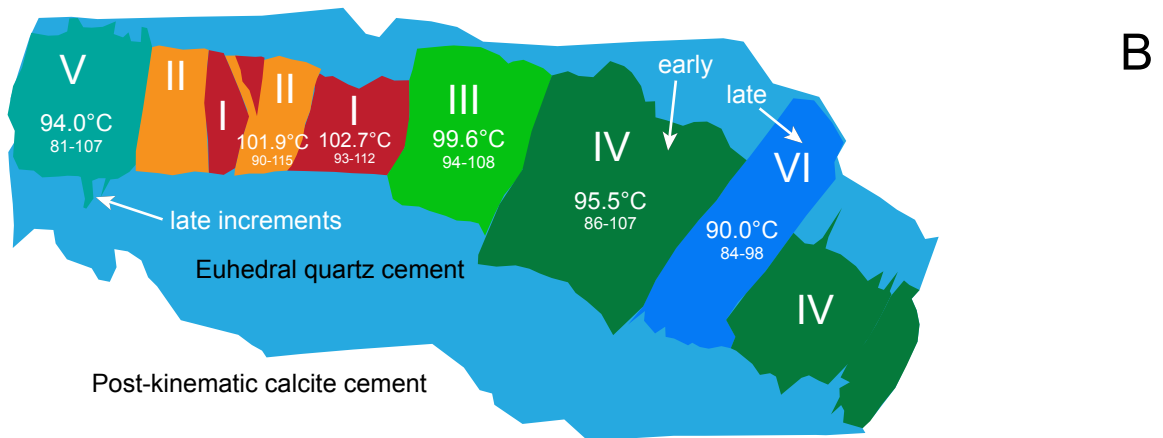 B
V
94.0°C
81-107
II
I
II
101.9°C
90-115
I
102.7°C
93-112
III
99.6°C
94-108
early
IV
95.5°C
86-107
late
VI
90.0°C
84-98
IV
late increments
Euhedral quartz cement
Post-kinematic calcite cement